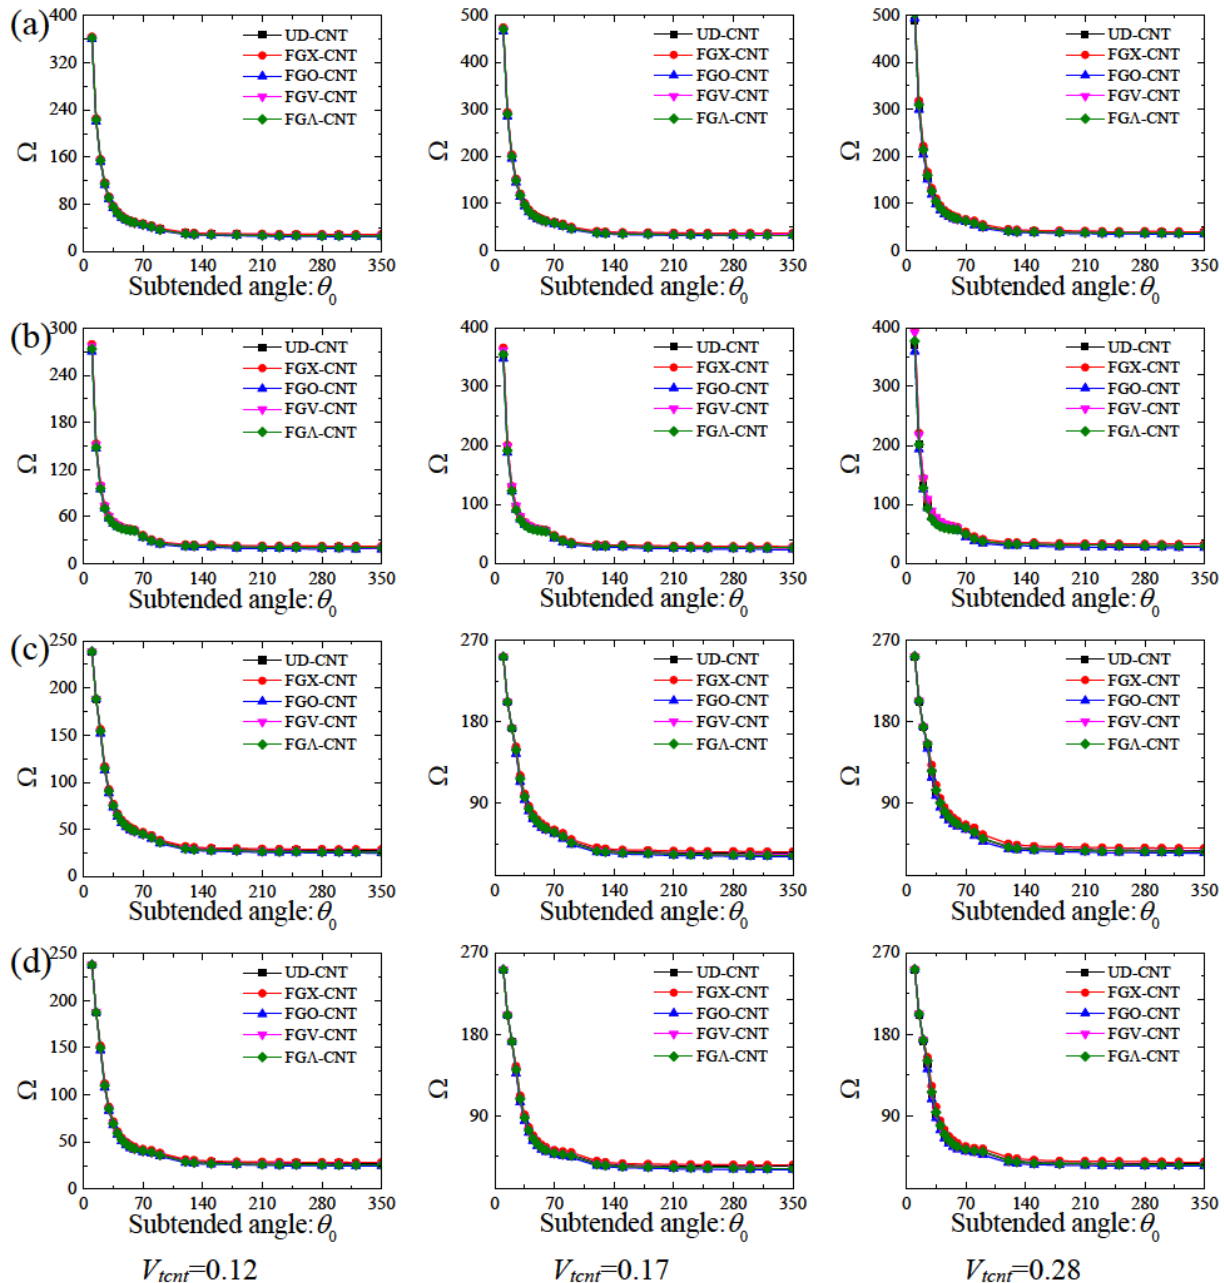 (a)
400
360
320
240
160
80
0
Ω
UD-CNT
FGX-CNT
FGO-CNT
FGV-CNT
FGΛ-CNT
0 70 140 210 280 350
Subtended angle:θ0
500
400
300
200
100
0
Ω
UD-CNT
FGX-CNT
FGO-CNT
FGV-CNT
FGΛ-CNT
0 70 140 210 280 350
Subtended angle:θ0
500
400
300
200
100
0
Ω
UD-CNT
FGX-CNT
FGO-CNT
FGV-CNT
FGΛ-CNT
0 70 140 210 280 350
Subtended angle:θ0
(b)
300
240
180
120
60
0
Ω
UD-CNT
FGX-CNT
FGO-CNT
FGV-CNT
FGΛ-CNT
0 70 140 210 280 350
Subtended angle:θ0
400
300
200
100
0
Ω
UD-CNT
FGX-CNT
FGO-CNT
FGV-CNT
FGΛ-CNT
0 70 140 210 280 350
Subtended angle:θ0
400
300
200
100
0
Ω
UD-CNT
FGX-CNT
FGO-CNT
FGV-CNT
FGΛ-CNT
0 70 140 210 280 350
Subtended angle:θ0
(c)
250
200
150
100
50
0
Ω
UD-CNT
FGX-CNT
FGO-CNT
FGV-CNT
FGΛ-CNT
0 70 140 210 280 350
Subtended angle:θ0
270
180
90
Ω
UD-CNT
FGX-CNT
FGO-CNT
FGV-CNT
FGΛ-CNT
0 70 140 210 280 350
Subtended angle:θ0
270
180
90
Ω
UD-CNT
FGX-CNT
FGO-CNT
FGV-CNT
FGΛ-CNT
0 70 140 210 280 350
Subtended angle:θ0
(d)
250
200
150
100
50
0
Ω
UD-CNT
FGX-CNT
FGO-CNT
FGV-CNT
FGΛ-CNT
0 70 140 210 280 350
Subtended angle:θ0
270
180
90
Ω
UD-CNT
FGX-CNT
FGO-CNT
FGV-CNT
FGΛ-CNT
0 70 140 210 280 350
Subtended angle:θ0
270
180
90
Ω
UD-CNT
FGX-CNT
FGO-CNT
FGV-CNT
FGΛ-CNT
0 70 140 210 280 350
Subtended angle:θ0
Vtcnt=0.12 Vtcnt=0.17 Vtcnt=0.28